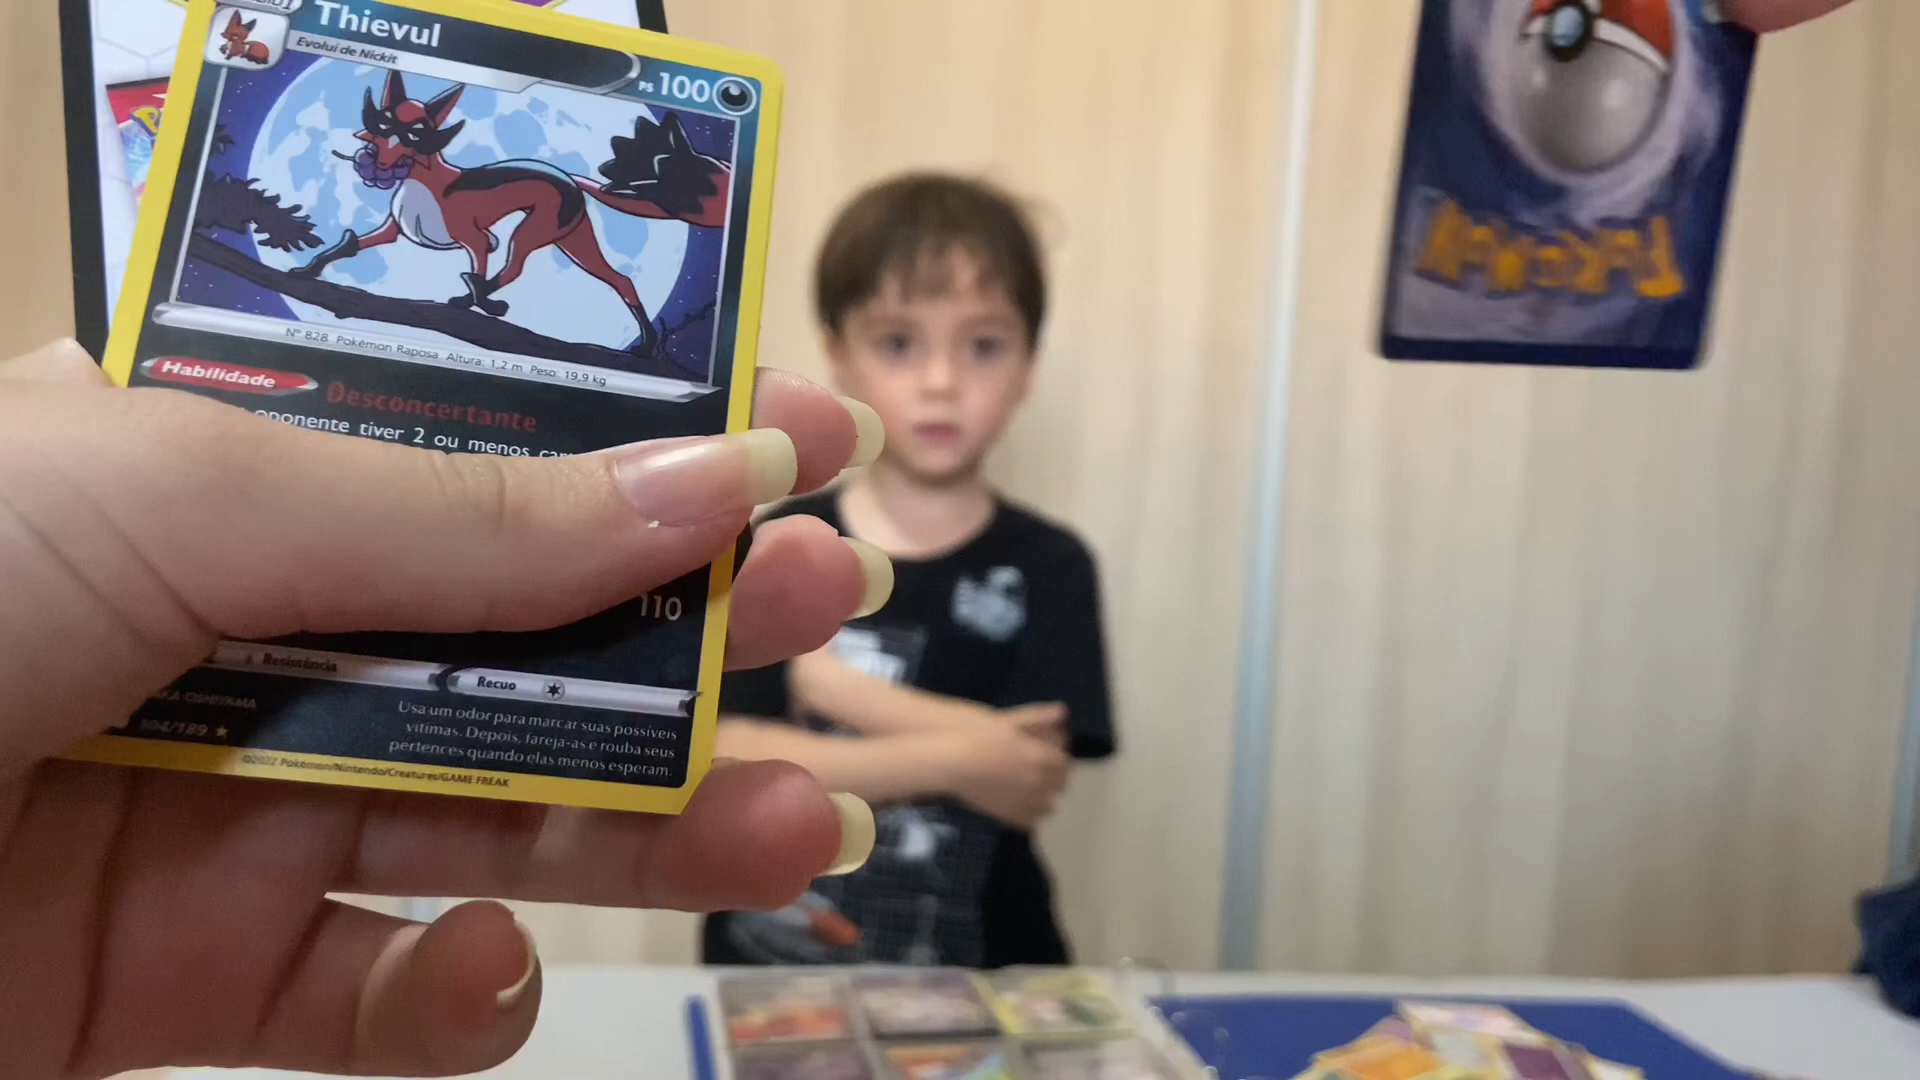 Thievul
Evolui de Nickit
PS 100
Nº 828 Pokémon Raposa Altura: 1,2 m Peso: 19,9 kg
Habilidade Desconcertante
oponente tiver 2 ou menos
110
Resistência
Recuo
OSHIYAMA
104/189
Usa um odor para marcar suas possíveis
vítimas. Depois, fareja-as e rouba seus
pertences quando elas menos esperam.
©2022 Pokémon/Nintendo/Creatures/GAME FREAK
POKéMON